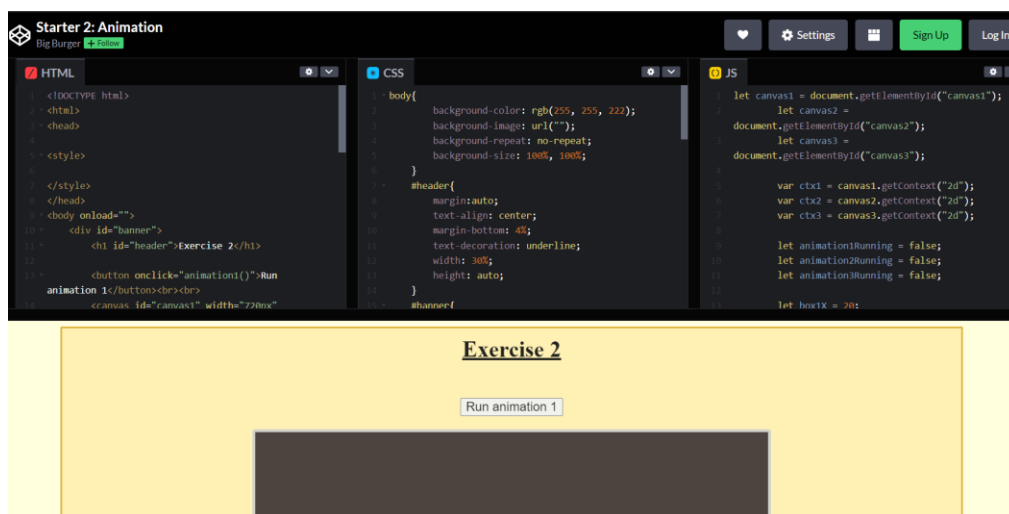 Starter 2: Animation
Big Burger + Follow
Settings
Sign Up
Log In
HTML
1 <!DOCTYPE html>
2 <html>
3 <head>
4
5 <style>
6
7 </style>
8 </head>
9 <body onload="">
10 <div id="banner">
11 <h1 id="header">Exercise 2</h1>
12
13 <button onclick="animation1()">Run
animation 1</button><br><br>
14 <canvas id="canvas1" width="720px"
CSS
1 body{
2 background-color: rgb(255, 255, 222);
3 background-image: url("");
4 background-repeat: no-repeat;
5 background-size: 100%, 100%;
6 }
7 #header{
8 margin:auto;
9 text-align: center;
10 margin-bottom: 4%;
11 text-decoration: underline;
12 width: 30%;
13 height: auto;
14 }
15 #banner{
JS
1 let canvas1 = document.getElementById("canvas1");
2 let canvas2 =
document.getElementById("canvas2");
3 let canvas3 =
document.getElementById("canvas3");
4
5 var ctx1 = canvas1.getContext("2d");
6 var ctx2 = canvas2.getContext("2d");
7 var ctx3 = canvas3.getContext("2d");
8
9 let animation1Running = false;
10 let animation2Running = false;
11 let animation3Running = false;
12
13 let box1X = 20;
Exercise 2
Run animation 1